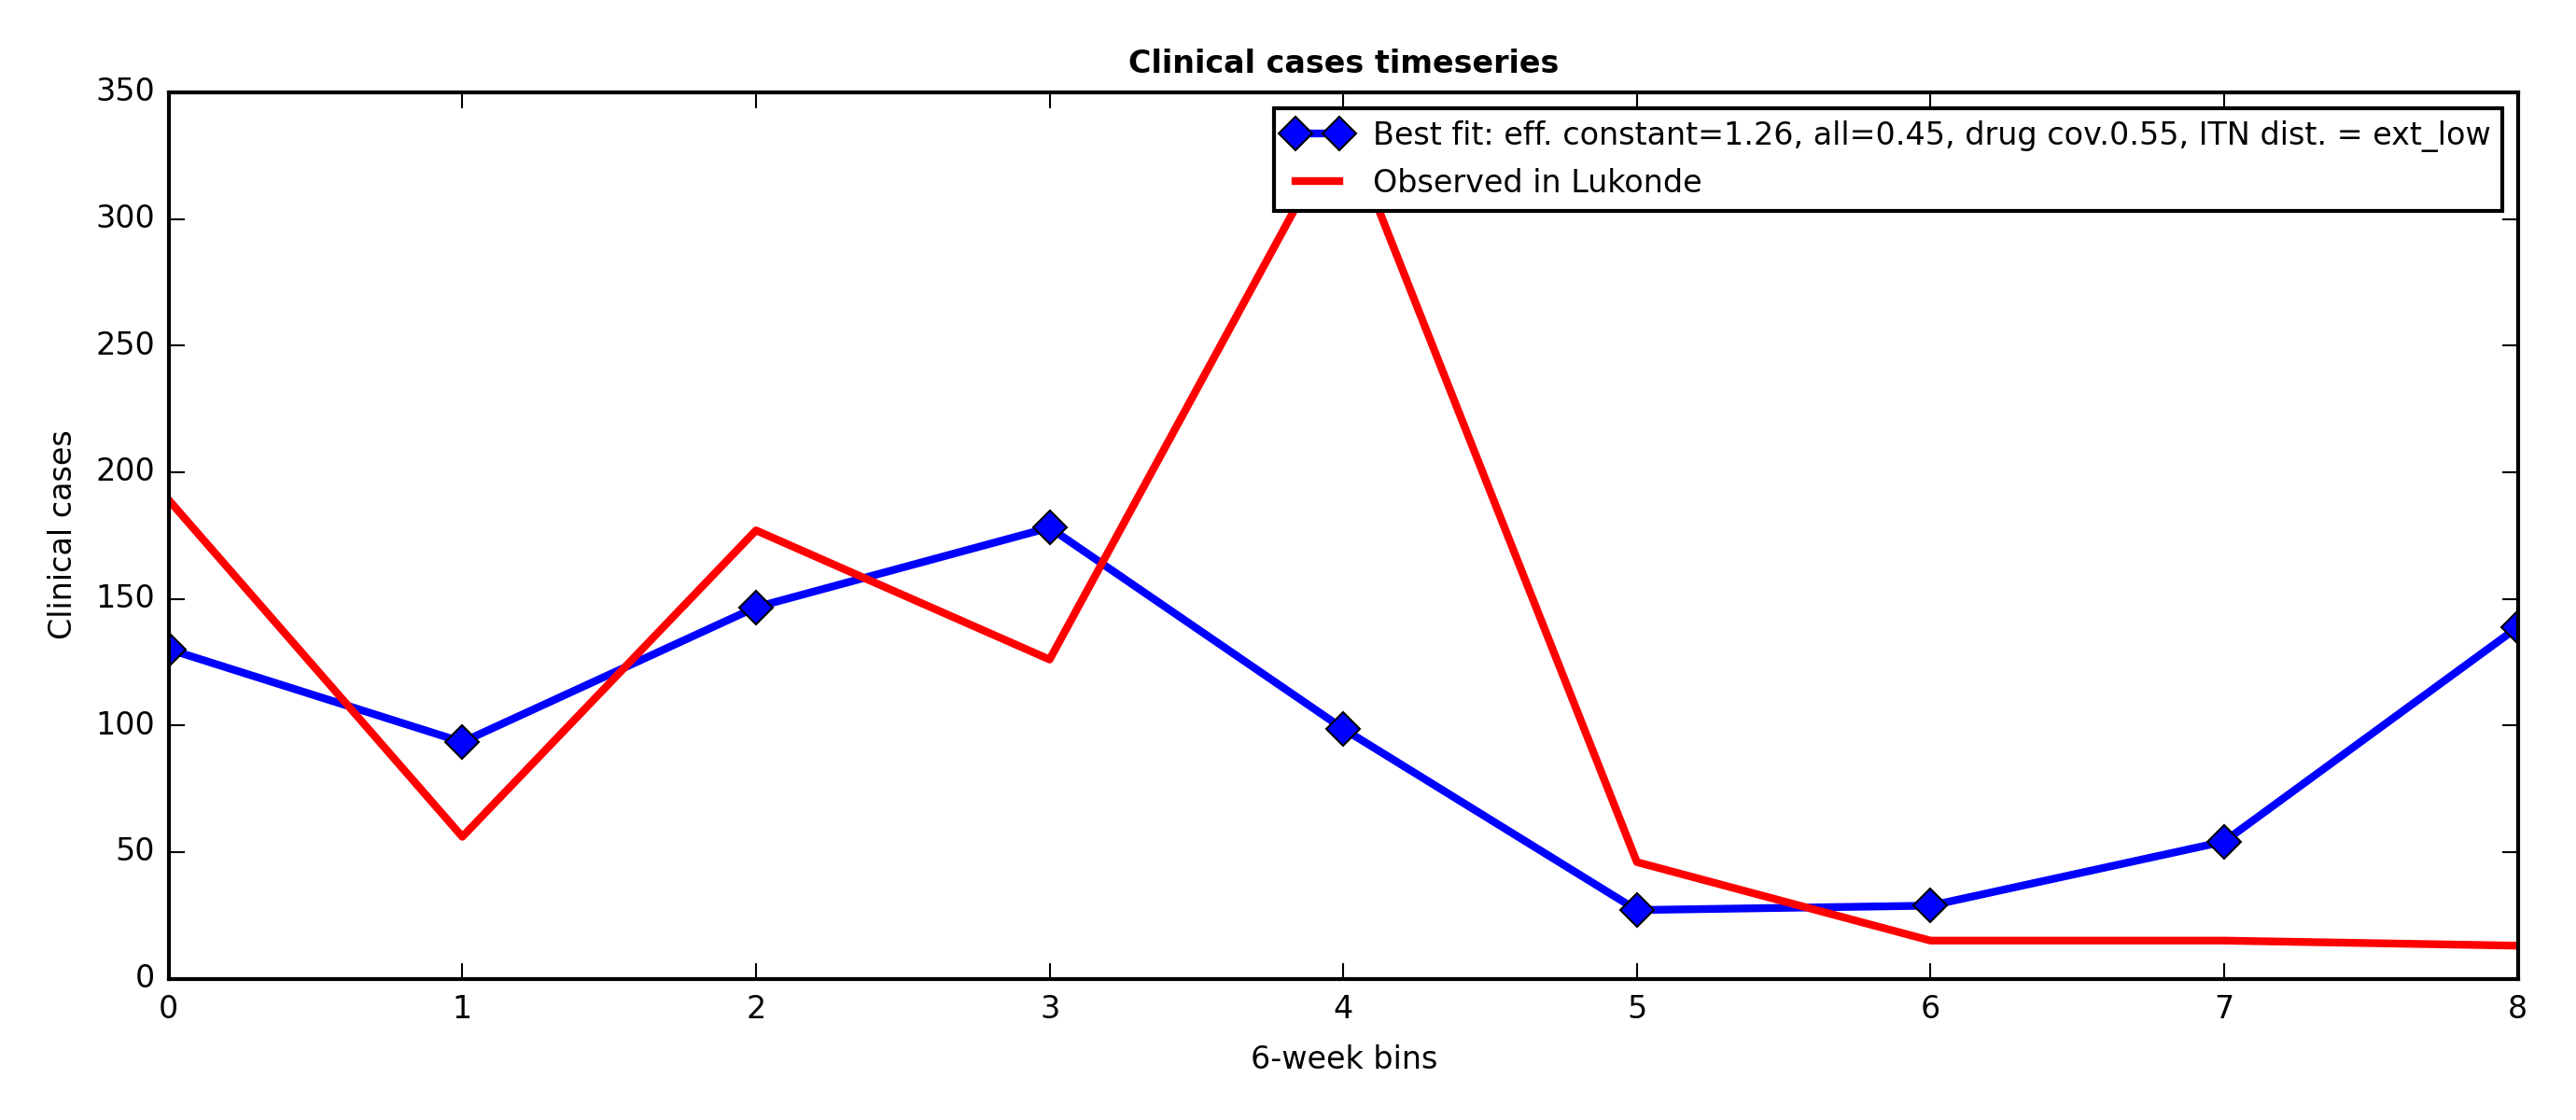 Clinical cases timeseries
350
300
250
200
150
100
50
0
Clinical cases
Best fit: eff. constant=1.26, all=0.45, drug cov.0.55, ITN dist. = ext_low
Observed in Lukonde
0 1 2 3 4 5 6 7 8
6-week bins